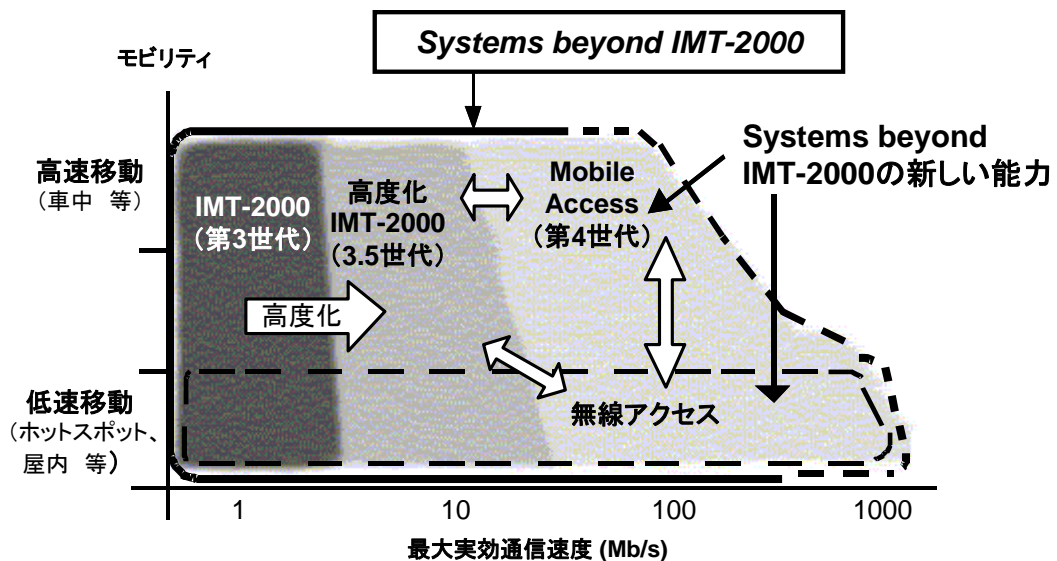 Systems beyond IMT-2000
モビリティ
Systems beyond
IMT-2000の新しい能力
高速移動
（車中　等）
IMT-2000
（第3世代）
高度化
IMT-2000
（3.5世代）
Mobile
Access
（第4世代）
高度化
低速移動
（ホットスポット、
屋内　等）
無線アクセス
1
10
100
1000
最大実効通信速度 (Mb/s)